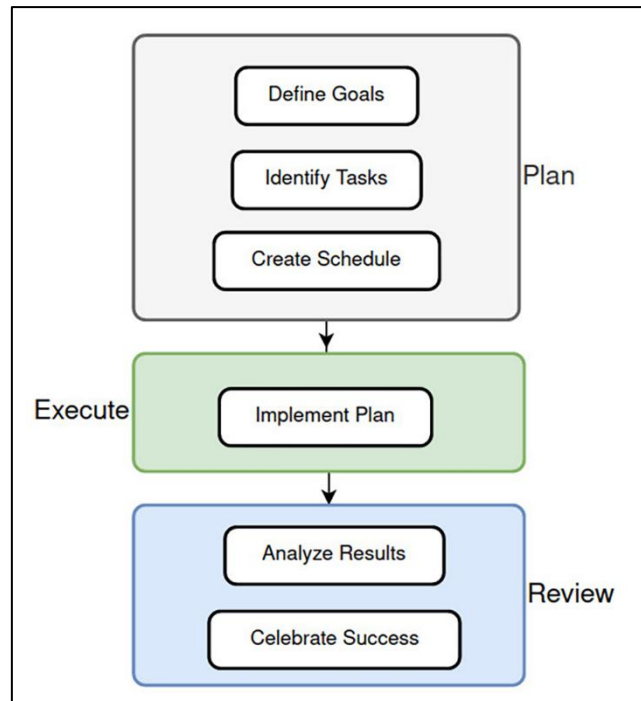 Define Goals
Identify Tasks
Plan
Create Schedule
Execute
Implement Plan
Analyze Results
Review
Celebrate Success